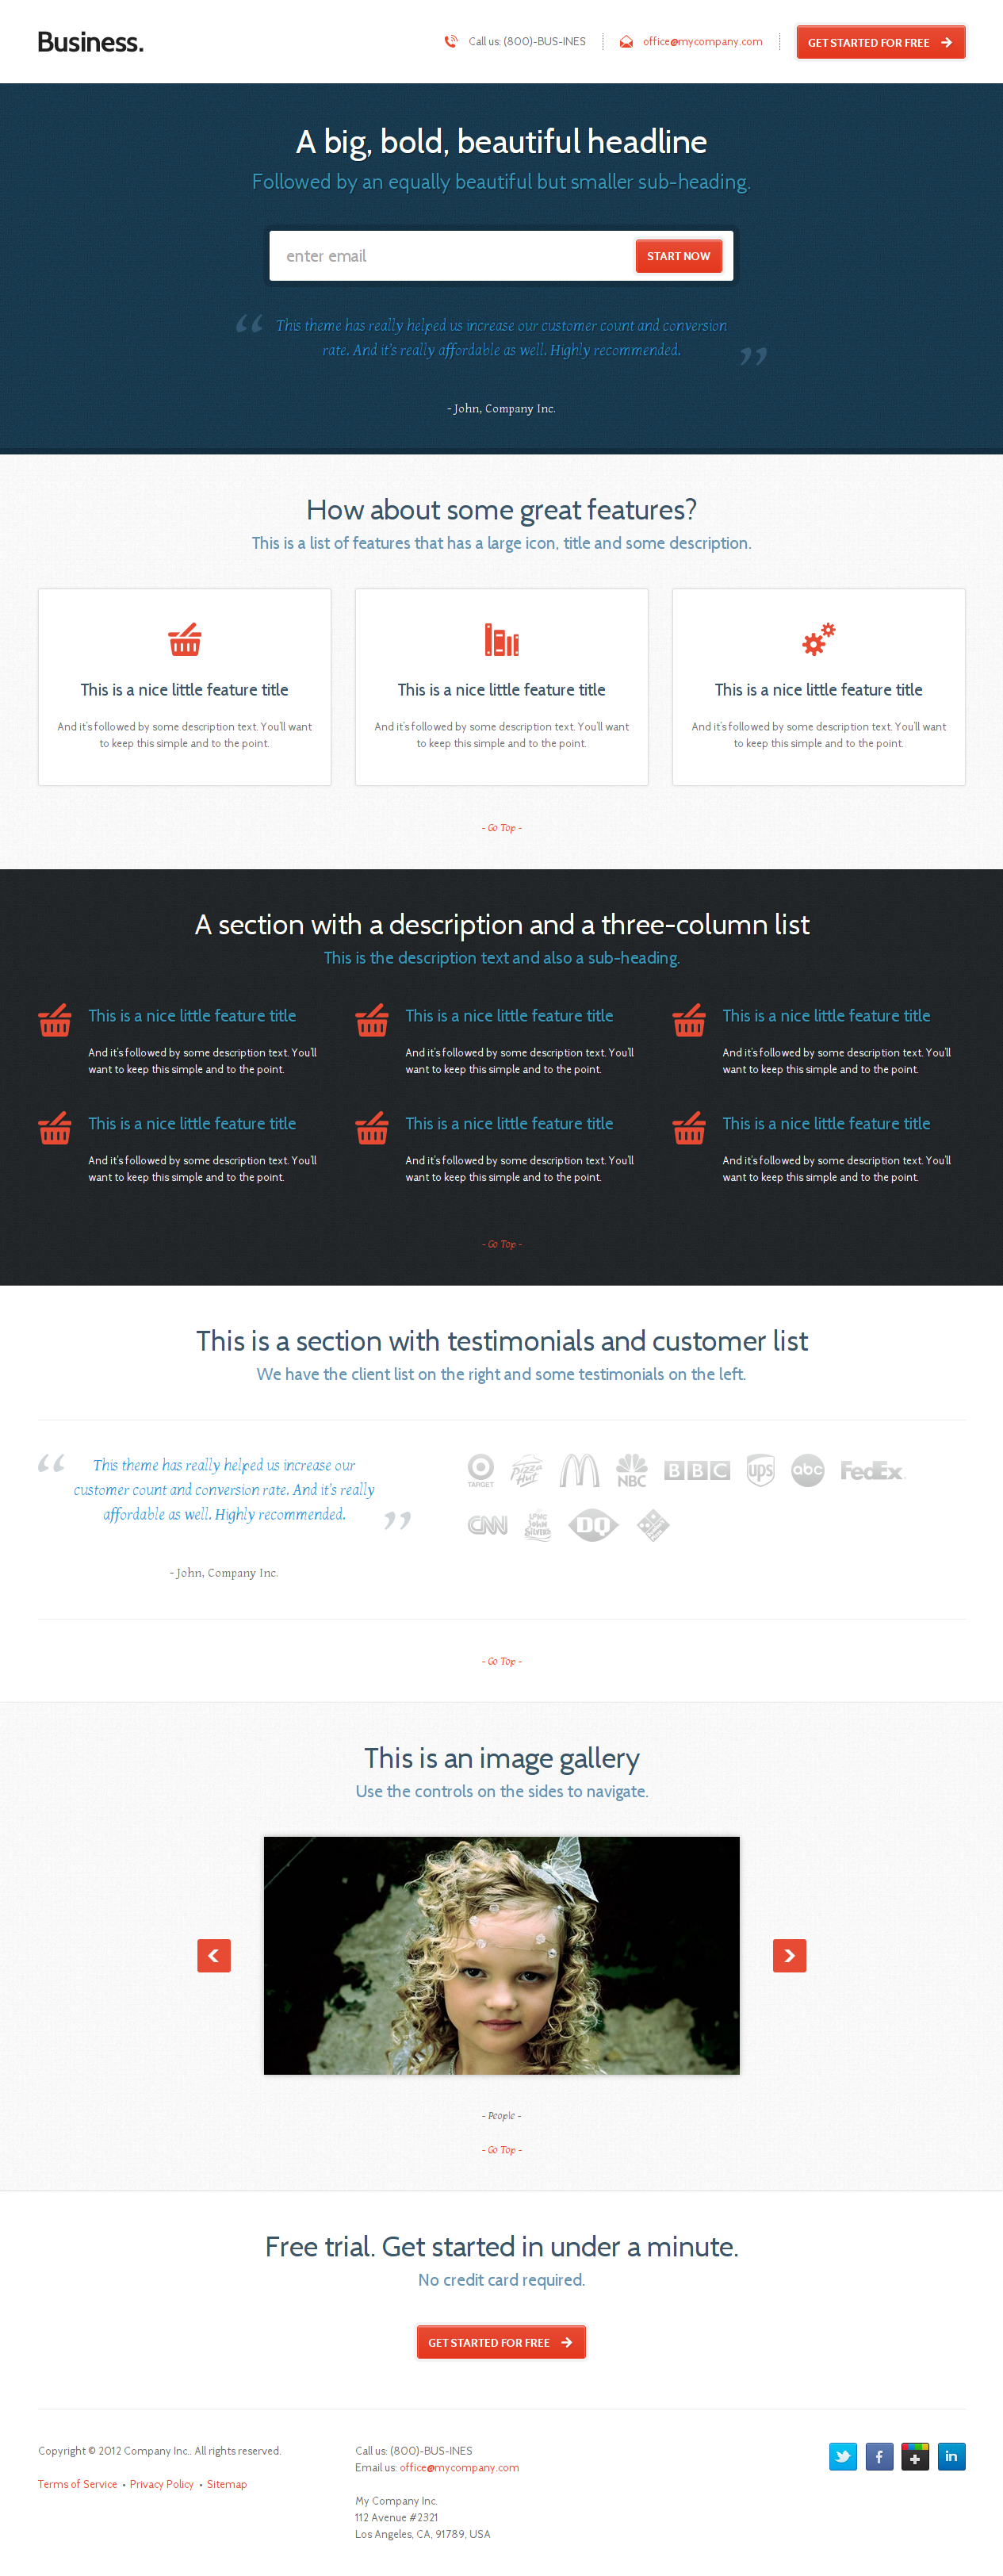 Business.
Call us: (800)-BUS-INES
office@mycompany.com
GET STARTED FOR FREE
A big, bold, beautiful headline
Followed by an equally beautiful but smaller sub-heading.
enter email
START NOW
“ This theme has really helped us increase our customer count and conversion
rate. And it's really affordable as well. Highly recommended. ”
- John, Company Inc.
How about some great features?
This is a list of features that has a large icon, title and some description.
This is a nice little feature title
And it's followed by some description text. You'll want
to keep this simple and to the point.
This is a nice little feature title
And it's followed by some description text. You'll want
to keep this simple and to the point.
This is a nice little feature title
And it's followed by some description text. You'll want
to keep this simple and to the point.
- Go Top -
A section with a description and a three-column list
This is the description text and also a sub-heading.
This is a nice little feature title
And it's followed by some description text. You'll
want to keep this simple and to the point.
This is a nice little feature title
And it's followed by some description text. You'll
want to keep this simple and to the point.
This is a nice little feature title
And it's followed by some description text. You'll
want to keep this simple and to the point.
This is a nice little feature title
And it's followed by some description text. You'll
want to keep this simple and to the point.
This is a nice little feature title
And it's followed by some description text. You'll
want to keep this simple and to the point.
This is a nice little feature title
And it's followed by some description text. You'll
want to keep this simple and to the point.
- Go Top -
This is a section with testimonials and customer list
We have the client list on the right and some testimonials on the left.
“ This theme has really helped us increase our
customer count and conversion rate. And it's really
affordable as well. Highly recommended. ”
- John, Company Inc.
TARGET
Pizza Hut
NBC
BBC
ups
abc
FedEx
CNN
Long John Silver's
DQ
- Go Top -
This is an image gallery
Use the controls on the sides to navigate.
- People -
- Go Top -
Free trial. Get started in under a minute.
No credit card required.
GET STARTED FOR FREE
Copyright © 2012 Company Inc.. All rights reserved.
Terms of Service • Privacy Policy • Sitemap
Call us: (800)-BUS-INES
Email us: office@mycompany.com
My Company Inc.
112 Avenue #2321
Los Angeles, CA, 91789, USA
f
in